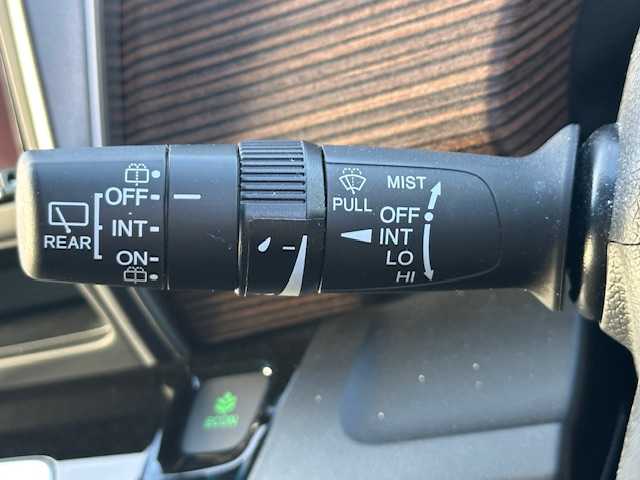 OFF
INT
REAR
ON
PULL
MIST
OFF
INT
LO
HI
ECON